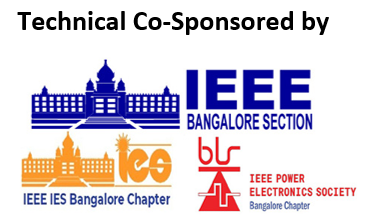 Technical Co-Sponsored by
IEEE
BANGALORE SECTION
ies
IEEE IES Bangalore Chapter
blr
IEEE POWER
ELECTRONICS SOCIETY
Bangalore Chapter